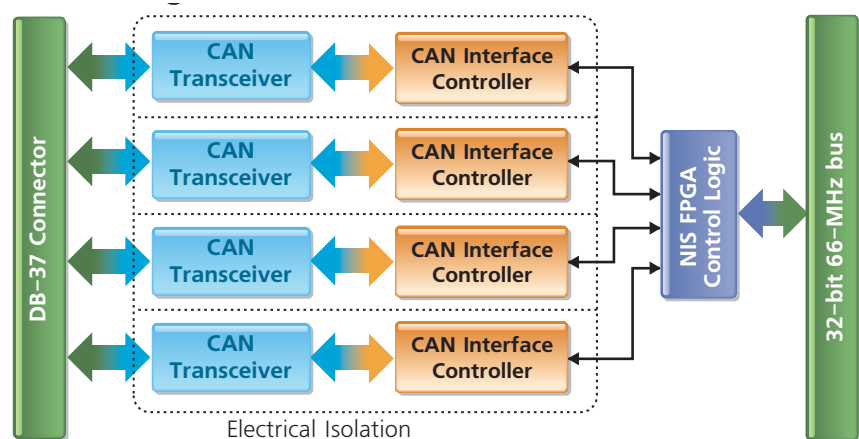 DB-37 Connector
CAN
Transceiver
CAN Interface
Controller
CAN
Transceiver
CAN Interface
Controller
CAN
Transceiver
CAN Interface
Controller
CAN
Transceiver
CAN Interface
Controller
NIS FPGA
Control Logic
32-bit 66-MHz bus
Electrical Isolation